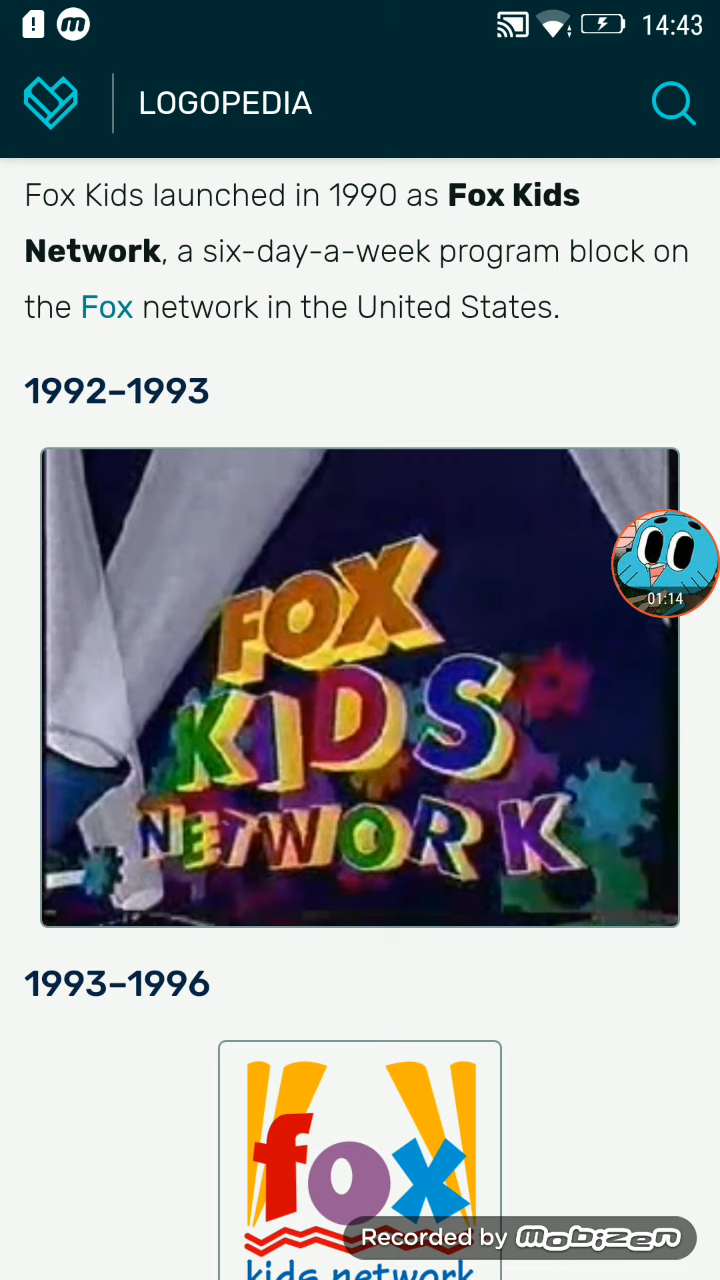 14:43
LOGOPEDIA
Fox Kids launched in 1990 as Fox Kids
Network, a six-day-a-week program block on
the Fox network in the United States.
1992–1993
FOX
KIDS
NETWORK
01:14
1993–1996
fox
kids network
Recorded by mobizen